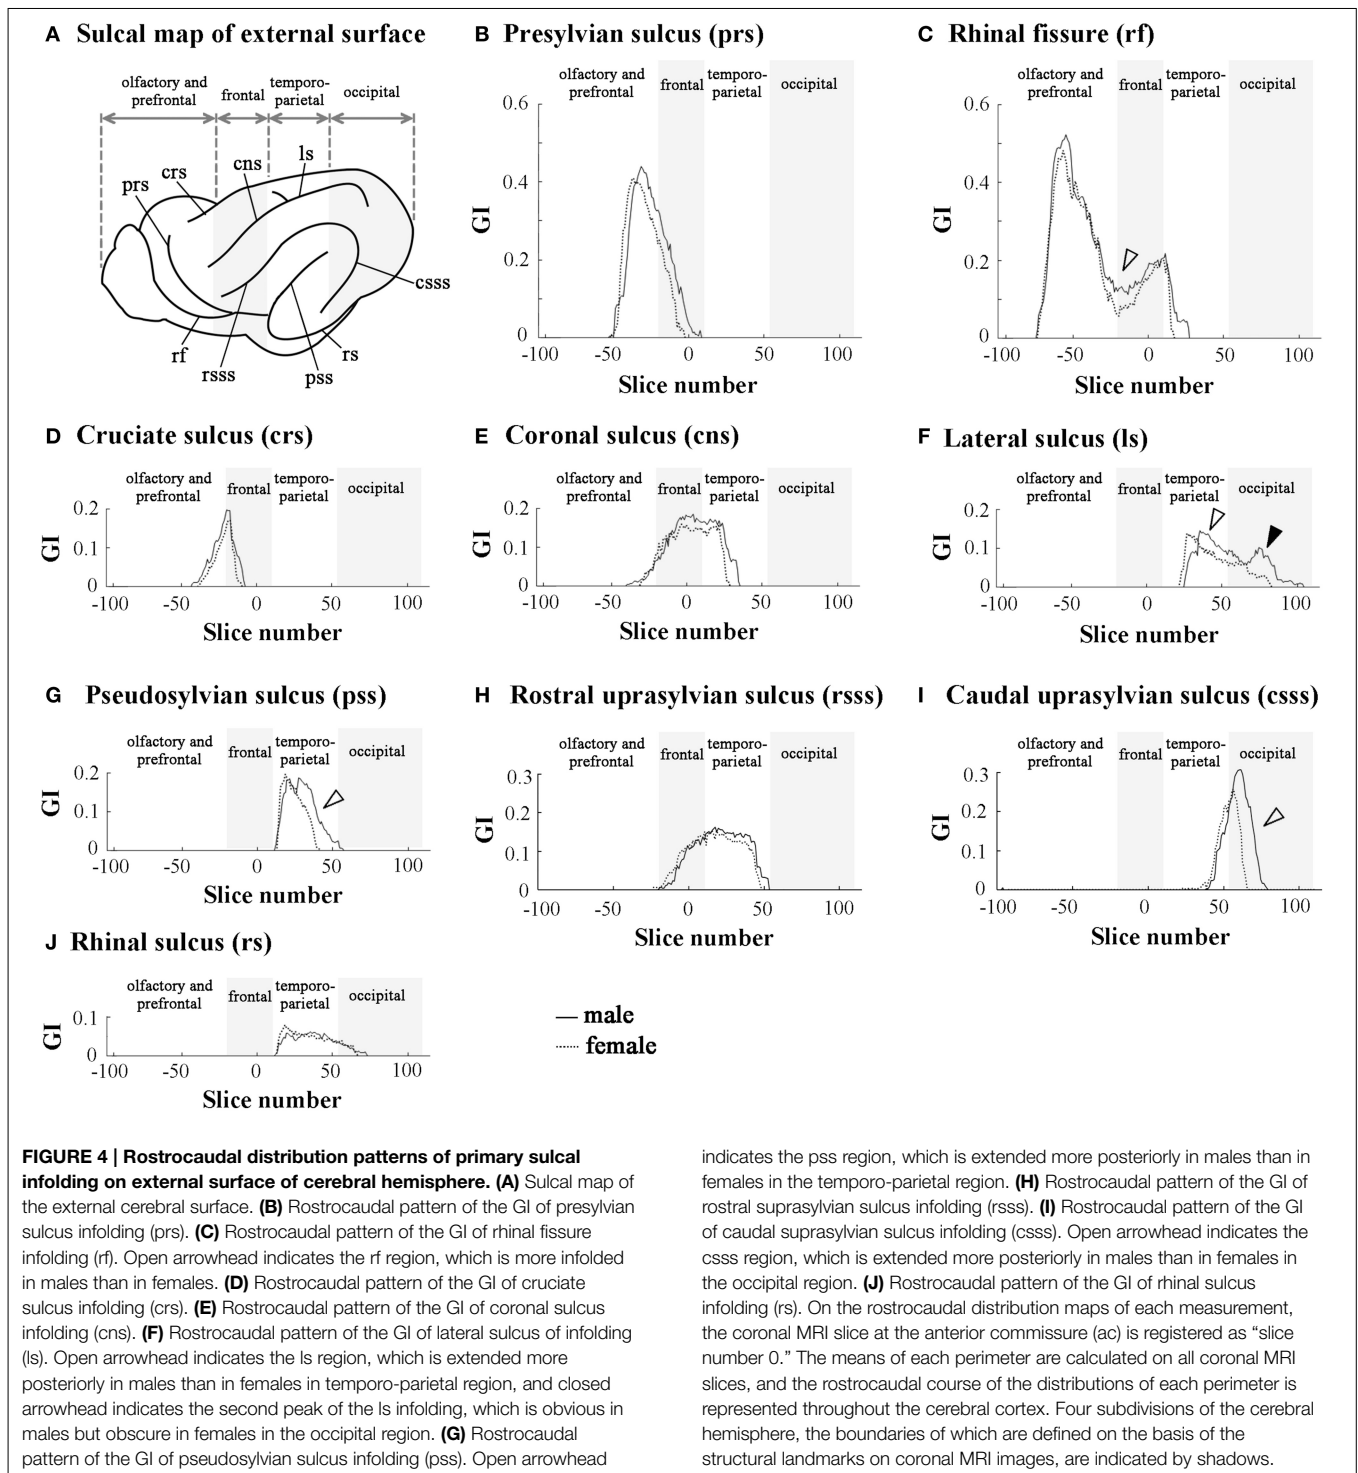 A Sulcal map of external surface
olfactory and
prefrontal
frontal
temporo-
parietal
occipital
prs
crs
cns
ls
csss
rf
rsss
pss
rs
B Presylvian sulcus (prs)
olfactory and
prefrontal
frontal
temporo-
parietal
occipital
GI
0.6
0.4
0.2
0
-100 -50 0 50 100
Slice number
C Rhinal fissure (rf)
olfactory and
prefrontal
frontal
temporo-
parietal
occipital
GI
0.6
0.4
0.2
0
-100 -50 0 50 100
Slice number
D Cruciate sulcus (crs)
olfactory and
prefrontal
frontal
temporo-
parietal
occipital
GI
0.2
0.1
0
-100 -50 0 50 100
Slice number
E Coronal sulcus (cns)
olfactory and
prefrontal
frontal
temporo-
parietal
occipital
GI
0.2
0.1
0
-100 -50 0 50 100
Slice number
F Lateral sulcus (ls)
olfactory and
prefrontal
frontal
temporo-
parietal
occipital
GI
0.2
0.1
0
-100 -50 0 50 100
Slice number
G Pseudosylvian sulcus (pss)
olfactory and
prefrontal
frontal
temporo-
parietal
occipital
GI
0.2
0.1
0
-100 -50 0 50 100
Slice number
H Rostral uprasylvian sulcus (rsss)
olfactory and
prefrontal
frontal
temporo-
parietal
occipital
GI
0.3
0.2
0.1
0
-100 -50 0 50 100
Slice number
I Caudal uprasylvian sulcus (csss)
olfactory and
prefrontal
frontal
temporo-
parietal
occipital
GI
0.3
0.2
0.1
0
-100 -50 0 50 100
Slice number
J Rhinal sulcus (rs)
olfactory and
prefrontal
frontal
temporo-
parietal
occipital
GI
0.1
0
-100 -50 0 50 100
Slice number
male
female
FIGURE 4 | Rostrocaudal distribution patterns of primary sulcal
infolding on external surface of cerebral hemisphere. (A) Sulcal map of
the external cerebral surface. (B) Rostrocaudal pattern of the GI of presylvian
sulcus infolding (prs). (C) Rostrocaudal pattern of the GI of rhinal fissure
infolding (rf). Open arrowhead indicates the rf region, which is more infolded
in males than in females. (D) Rostrocaudal pattern of the GI of cruciate
sulcus infolding (crs). (E) Rostrocaudal pattern of the GI of coronal sulcus
infolding (cns). (F) Rostrocaudal pattern of the GI of lateral sulcus of infolding
(ls). Open arrowhead indicates the ls region, which is extended more
posteriorly in males than in females in temporo-parietal region, and closed
arrowhead indicates the second peak of the ls infolding, which is obvious in
males but obscure in females in the occipital region. (G) Rostrocaudal
pattern of the GI of pseudosylvian sulcus infolding (pss). Open arrowhead
indicates the pss region, which is extended more posteriorly in males than in
females in the temporo-parietal region. (H) Rostrocaudal pattern of the GI of
rostral suprasylvian sulcus infolding (rsss). (I) Rostrocaudal pattern of the GI
of caudal suprasylvian sulcus infolding (csss). Open arrowhead indicates the
csss region, which is extended more posteriorly in males than in females in
the occipital region. (J) Rostrocaudal pattern of the GI of rhinal sulcus
infolding (rs). On the rostrocaudal distribution maps of each measurement,
the coronal MRI slice at the anterior commissure (ac) is registered as “slice
number 0.” The means of each perimeter are calculated on all coronal MRI
slices, and the rostrocaudal course of the distributions of each perimeter is
represented throughout the cerebral cortex. Four subdivisions of the cerebral
hemisphere, the boundaries of which are defined on the basis of the
structural landmarks on coronal MRI images, are indicated by shadows.